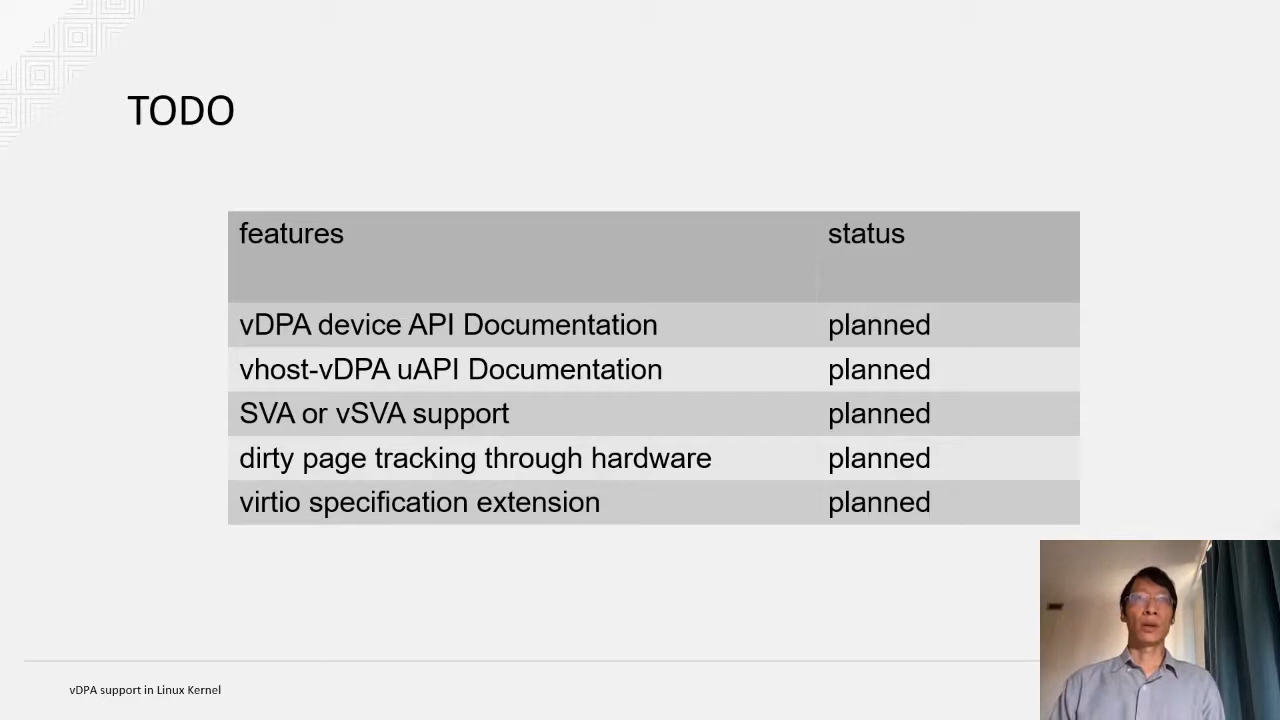 TODO
features status
vDPA device API Documentation planned
vhost-vDPA uAPI Documentation planned
SVA or vSVA support planned
dirty page tracking through hardware planned
virtio specification extension planned
vDPA support in Linux Kernel